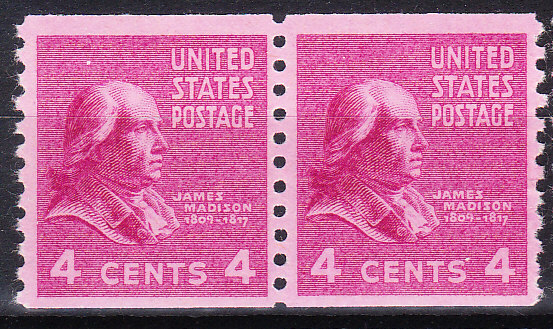 UNITED
STATES
POSTAGE
JAMES
MADISON
1809-1817
4 CENTS 4
UNITED
STATES
POSTAGE
JAMES
MADISON
1809-1817
4 CENTS 4